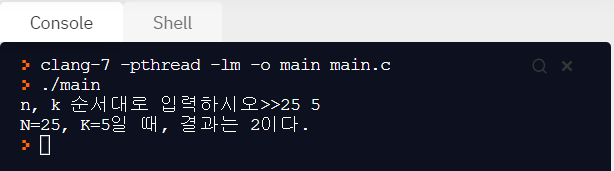 Console Shell
clang-7 -pthread -lm -o main main.c
./main
n, k 순서대로 입력하시오>>25 5
N=25, K=5일 때, 결과는 2이다.